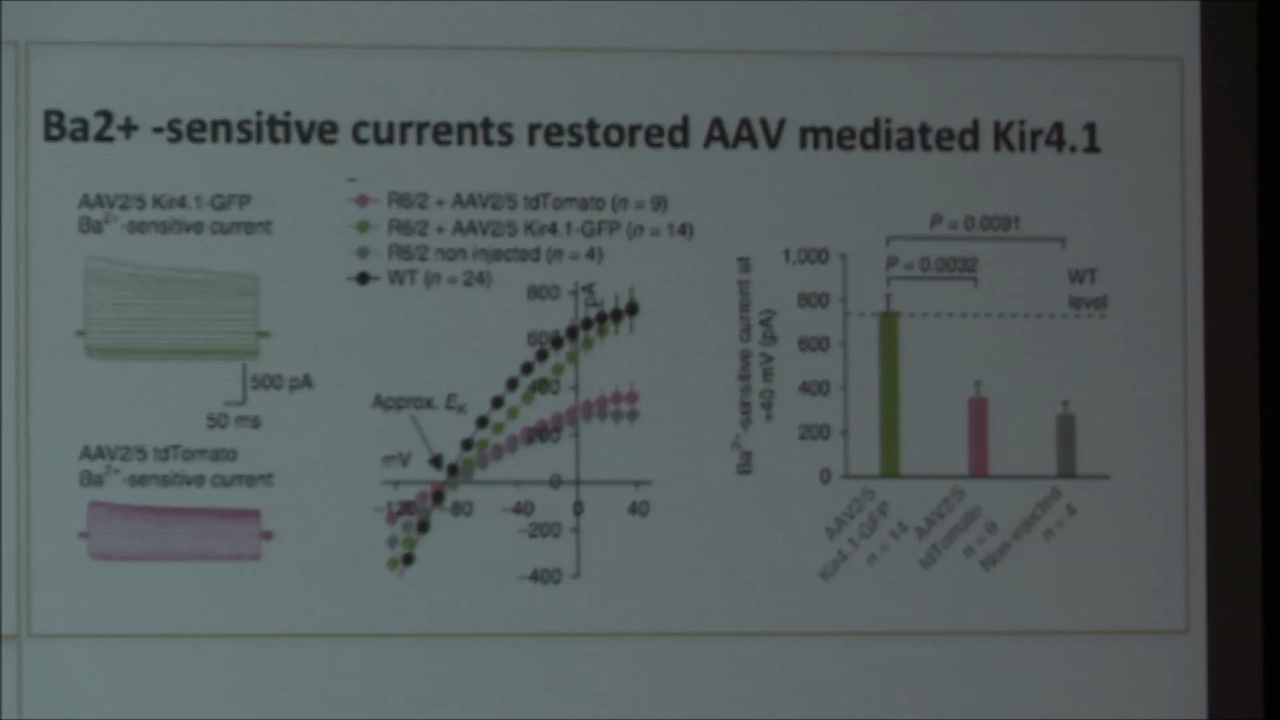 Ba2+ -sensitive currents restored AAV mediated Kir4.1
AAV2/5 Kir4.1-GFP
Ba2+-sensitive current
500 pA
50 ms
AAV2/5 tdTomato
Ba2+-sensitive current
R6/2 + AAV2/5 tdTomato (n = 9)
R6/2 + AAV2/5 Kir4.1-GFP (n = 14)
R6/2 non injected (n = 4)
WT (n = 24)
pA
800
600
400
200
0
–200
–400
Approx. EK
mV
–120 –80 –40 0 40
Ba2+-sensitive current at
+40 mV (pA)
1,000
800
600
400
200
0
P = 0.0091
P = 0.0032
WT
level
AAV2/5
Kir4.1-GFP
n = 14
AAV2/5
tdTomato
n = 9
Non-injected
n = 4